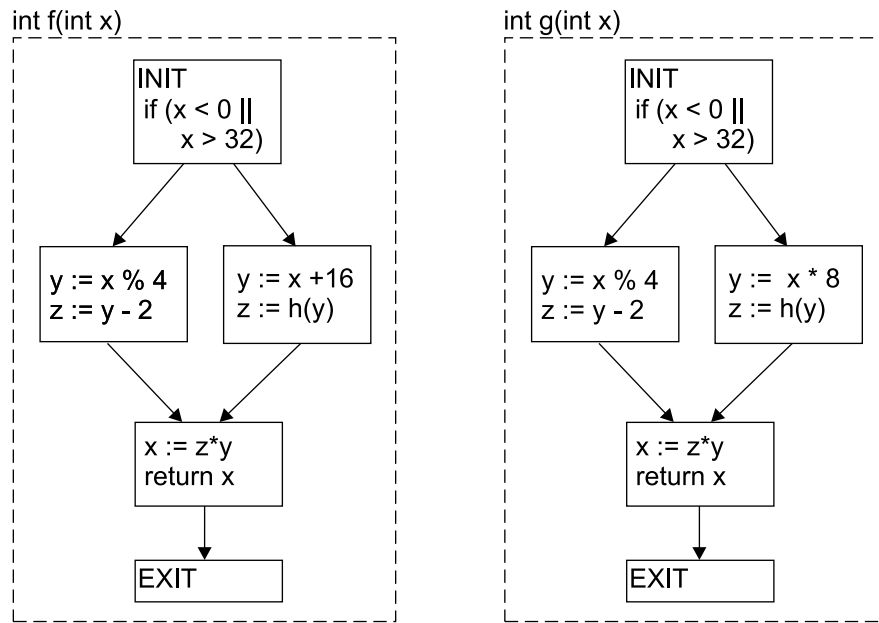 int f(int x)
INIT
if (x < 0 ||
x > 32)
y := x % 4
z := y - 2
y := x +16
z := h(y)
x := z*y
return x
EXIT
int g(int x)
INIT
if (x < 0 ||
x > 32)
y := x % 4
z := y - 2
y := x * 8
z := h(y)
x := z*y
return x
EXIT